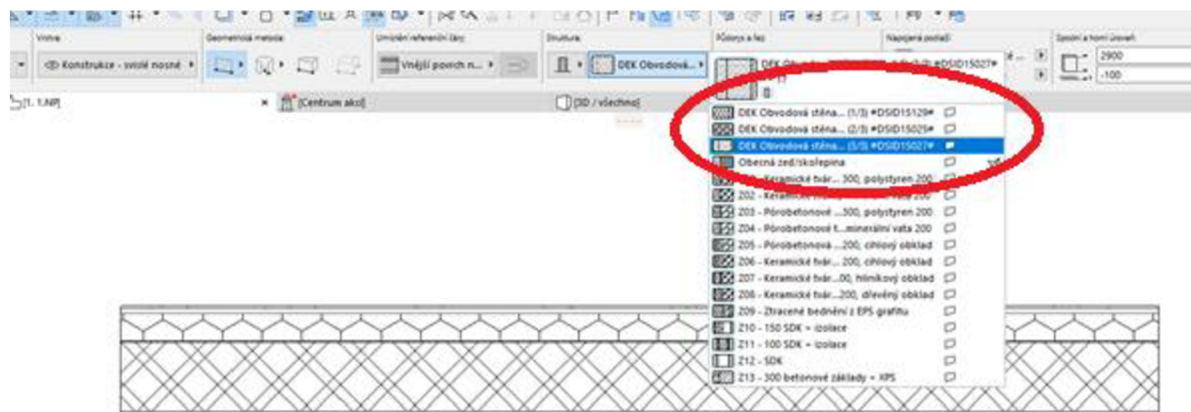 Vrstva:
Geometrická metoda:
Umístění referenční čáry:
Struktura:
Půdorys a řez:
Napojená podlaží:
Spodní a horní úroveň:
Konstrukce - svislé nosné
Vnější povrch n...
DEK Obvodová...
#DSID15027#
2900
-100
1. 1.NP]
[Centrum akcí]
[3D / všechno]
DEK Obvodová stěna... (1/3) #DSID15129#
DEK Obvodová stěna... (2/3) #DSID15029#
DEK Obvodová stěna... (3/3) #DSID15027#
Obecná zeď/skořepina
Keramické tvár... 300, polystyren 200
Z02 - Keramické vata 200
Z03 - Pórobetonové ...300, polystyren 200
Z04 - Pórobetonové t...minerální vata 200
Z05 - Pórobetonová ...200, cihlový obklad
Z06 - Keramické tvár... 200, cihlový obklad
Z07 - Keramické tvár...00, hliníkový obklad
Z08 - Keramické tvár...200, dřevěný obklad
Z09 - Ztracené bednění z EPS grafitu
Z10 - 150 SDK + izolace
Z11 - 100 SDK + izolace
Z12 - SDK
Z13 - 300 betonové základy + XPS